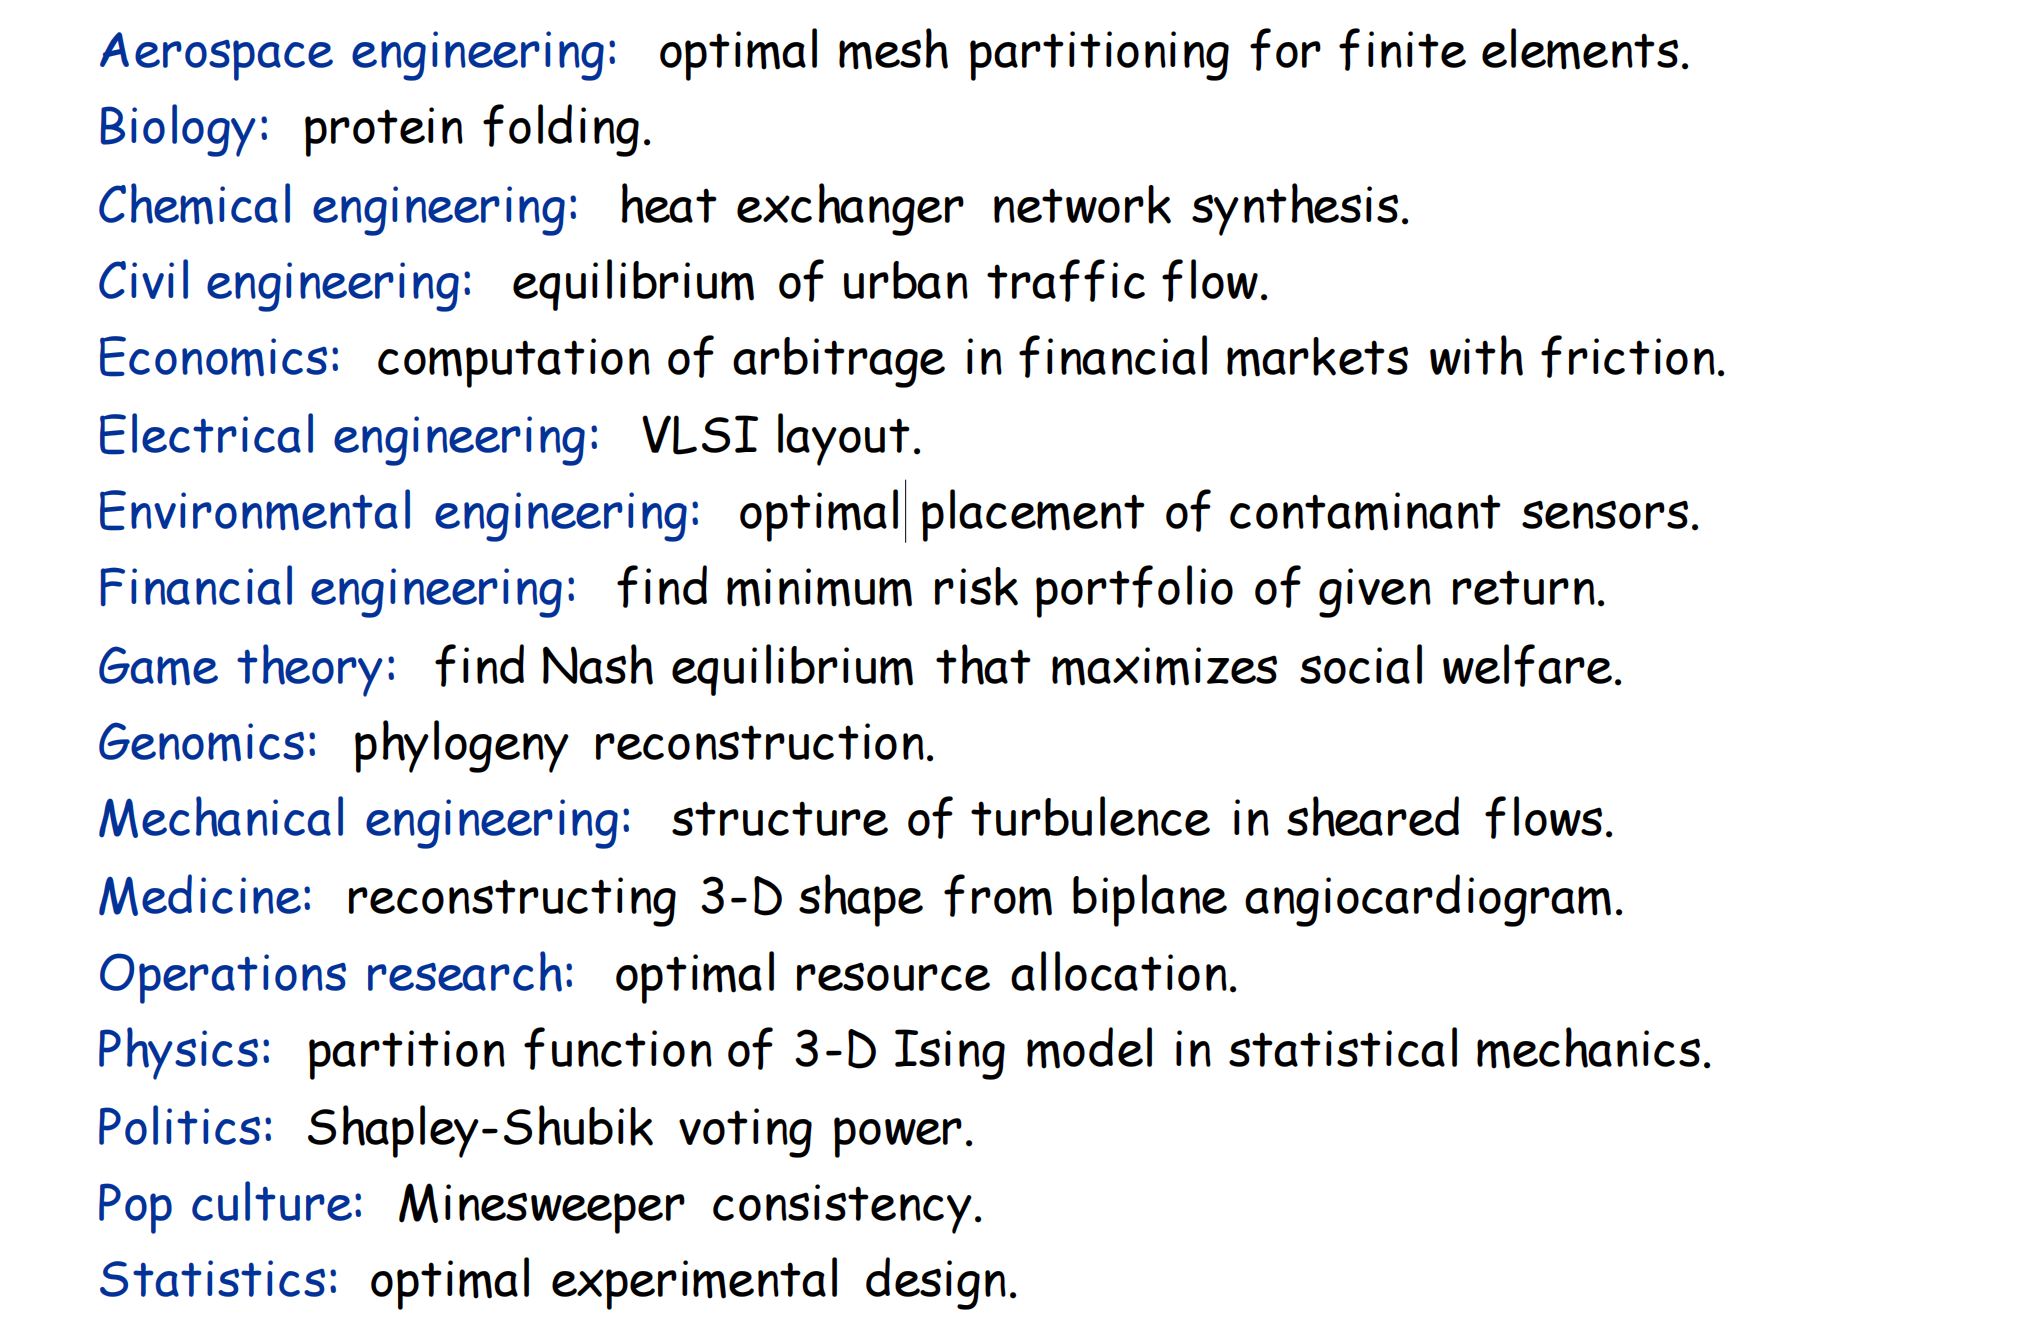 Aerospace engineering: optimal mesh partitioning for finite elements.
Biology: protein folding.
Chemical engineering: heat exchanger network synthesis.
Civil engineering: equilibrium of urban traffic flow.
Economics: computation of arbitrage in financial markets with friction.
Electrical engineering: VLSI layout.
Environmental engineering: optimal placement of contaminant sensors.
Financial engineering: find minimum risk portfolio of given return.
Game theory: find Nash equilibrium that maximizes social welfare.
Genomics: phylogeny reconstruction.
Mechanical engineering: structure of turbulence in sheared flows.
Medicine: reconstructing 3-D shape from biplane angiocardiogram.
Operations research: optimal resource allocation.
Physics: partition function of 3-D Ising model in statistical mechanics.
Politics: Shapley-Shubik voting power.
Pop culture: Minesweeper consistency.
Statistics: optimal experimental design.